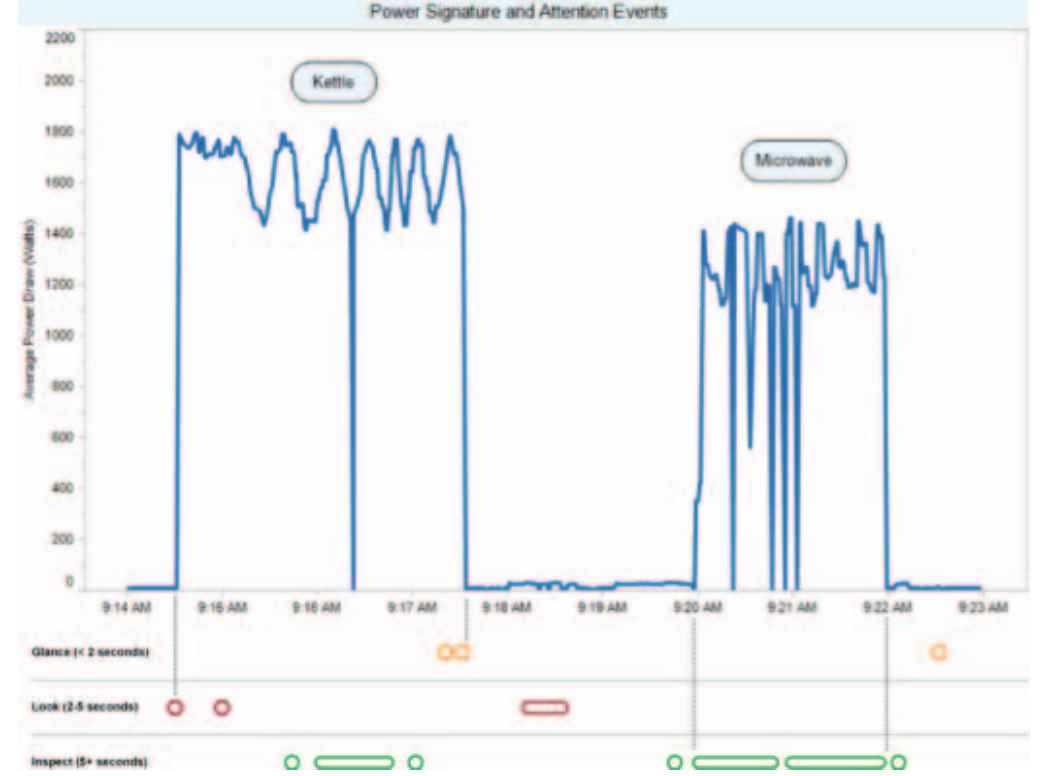 Power Signature and Attention Events
2200
2000
Kettle
1800
Microwave
1600
1400
1200
1000
800
600
400
200
0
Average Power Draw (Watts)
9:14 AM 9:15 AM 9:16 AM 9:17 AM 9:18 AM 9:19 AM 9:20 AM 9:21 AM 9:22 AM 9:23 AM
Glance (< 2 seconds)
Look (2-5 seconds)
Inspect (5+ seconds)